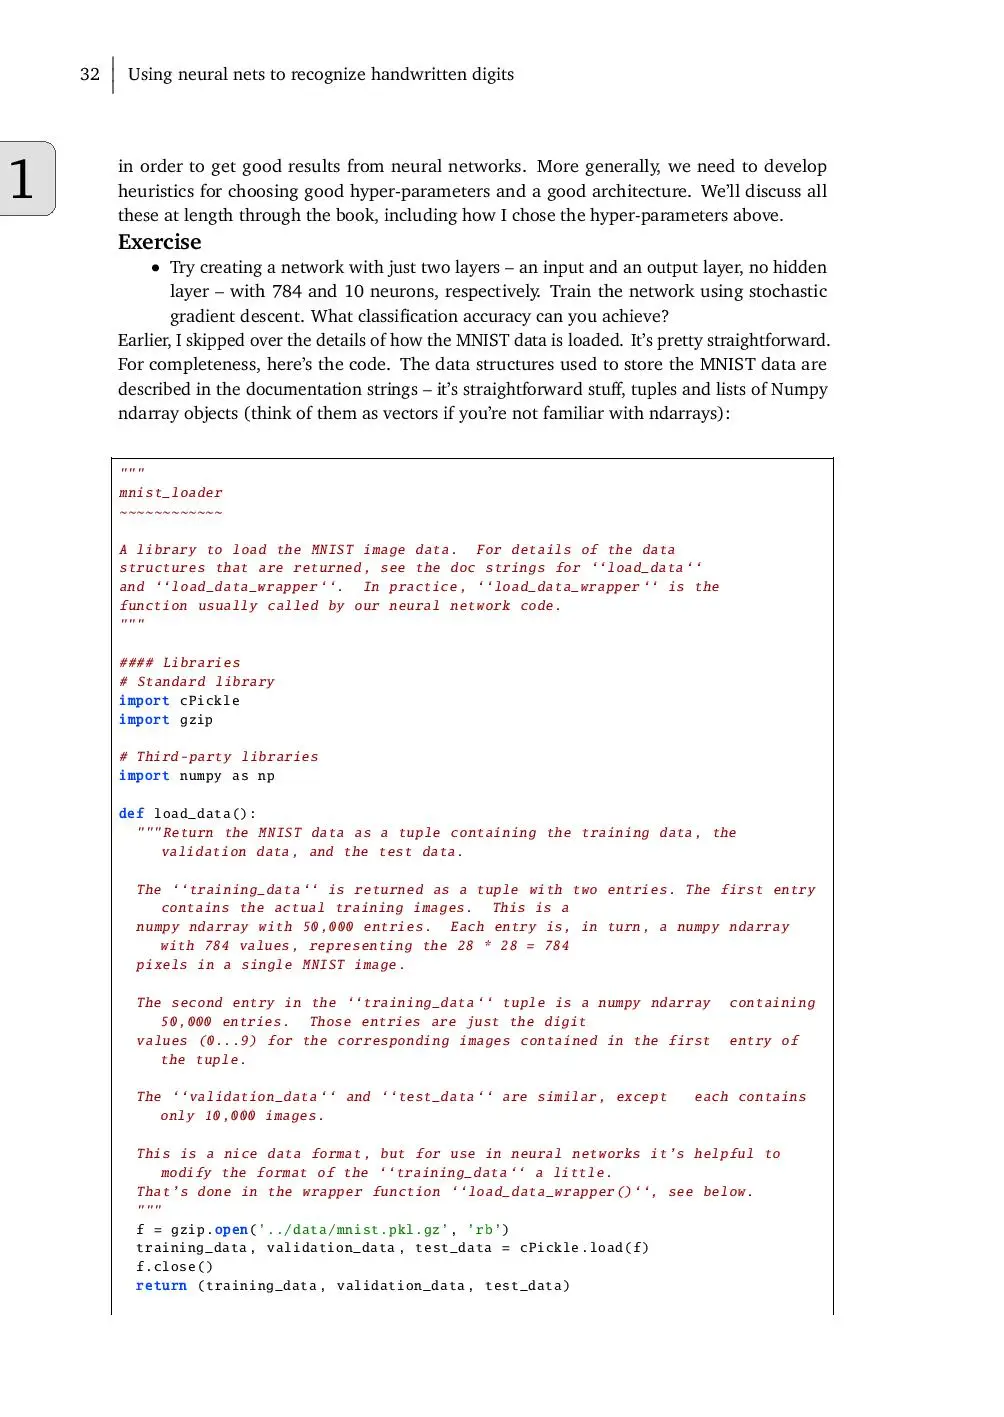 32 Using neural nets to recognize handwritten digits
1
in order to get good results from neural networks. More generally, we need to develop
heuristics for choosing good hyper-parameters and a good architecture. We'll discuss all
these at length through the book, including how I chose the hyper-parameters above.
Exercise
• Try creating a network with just two layers – an input and an output layer, no hidden
layer – with 784 and 10 neurons, respectively. Train the network using stochastic
gradient descent. What classification accuracy can you achieve?
Earlier, I skipped over the details of how the MNIST data is loaded. It's pretty straightforward.
For completeness, here's the code. The data structures used to store the MNIST data are
described in the documentation strings – it's straightforward stuff, tuples and lists of Numpy
ndarray objects (think of them as vectors if you're not familiar with ndarrays):
"""
mnist_loader
~~~~~~~~~~~~
A library to load the MNIST image data.  For details of the data
structures that are returned, see the doc strings for ‘‘load_data‘‘
and ‘‘load_data_wrapper‘‘.  In practice, ‘‘load_data_wrapper‘‘ is the
function usually called by our neural network code.
"""
#### Libraries
# Standard library
import cPickle
import gzip
# Third-party libraries
import numpy as np
def load_data():
"""Return the MNIST data as a tuple containing the training data, the
validation data, and the test data.
The ‘‘training_data‘‘ is returned as a tuple with two entries. The first entry
contains the actual training images.  This is a
numpy ndarray with 50,000 entries.  Each entry is, in turn, a numpy ndarray
with 784 values, representing the 28 * 28 = 784
pixels in a single MNIST image.
The second entry in the ‘‘training_data‘‘ tuple is a numpy ndarray  containing
50,000 entries.  Those entries are just the digit
values (0...9) for the corresponding images contained in the first  entry of
the tuple.
The ‘‘validation_data‘‘ and ‘‘test_data‘‘ are similar, except   each contains
only 10,000 images.
This is a nice data format, but for use in neural networks it's helpful to
modify the format of the ‘‘training_data‘‘ a little.
That's done in the wrapper function ‘‘load_data_wrapper()‘‘, see below.
"""
f = gzip.open('../data/mnist.pkl.gz', 'rb')
training_data, validation_data, test_data = cPickle.load(f)
f.close()
return (training_data, validation_data, test_data)